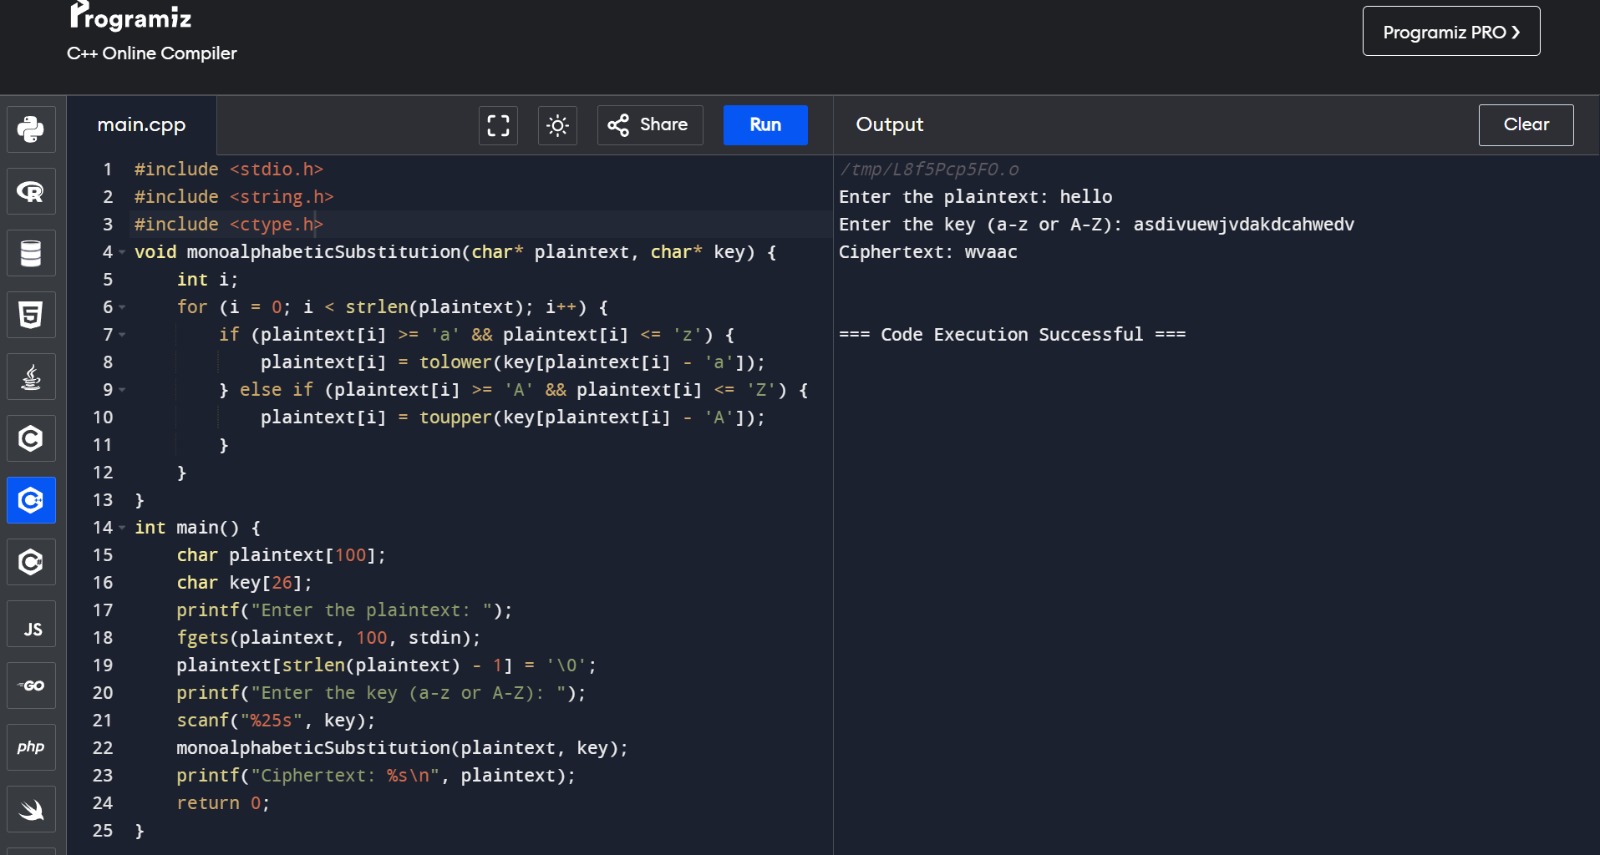 Programiz
C++ Online Compiler
Programiz PRO ❯
main.cpp
Share
Run
Output
Clear
1 #include <stdio.h>
2 #include <string.h>
3 #include <ctype.h>
4 void monoalphabeticSubstitution(char* plaintext, char* key) {
5     int i;
6     for (i = 0; i < strlen(plaintext); i++) {
7         if (plaintext[i] >= 'a' && plaintext[i] <= 'z') {
8             plaintext[i] = tolower(key[plaintext[i] - 'a']);
9         } else if (plaintext[i] >= 'A' && plaintext[i] <= 'Z') {
10             plaintext[i] = toupper(key[plaintext[i] - 'A']);
11         }
12     }
13 }
14 int main() {
15     char plaintext[100];
16     char key[26];
17     printf("Enter the plaintext: ");
18     fgets(plaintext, 100, stdin);
19     plaintext[strlen(plaintext) - 1] = '\0';
20     printf("Enter the key (a-z or A-Z): ");
21     scanf("%25s", key);
22     monoalphabeticSubstitution(plaintext, key);
23     printf("Ciphertext: %s\n", plaintext);
24     return 0;
25 }
/tmp/L8f5Pcp5FO.o
Enter the plaintext: hello
Enter the key (a-z or A-Z): asdivuewjvdakdcahwedv
Ciphertext: wvaac
=== Code Execution Successful ===
R
5
C
C
C
JS
GO
php